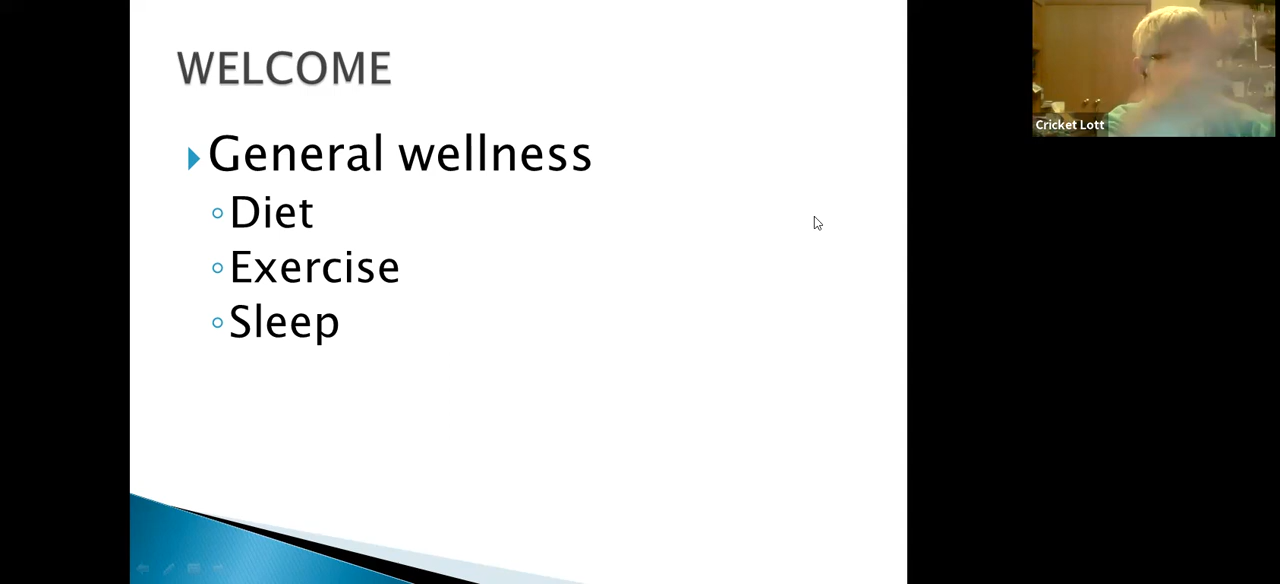 WELCOME
General wellness
Diet
Exercise
Sleep
Cricket Lott